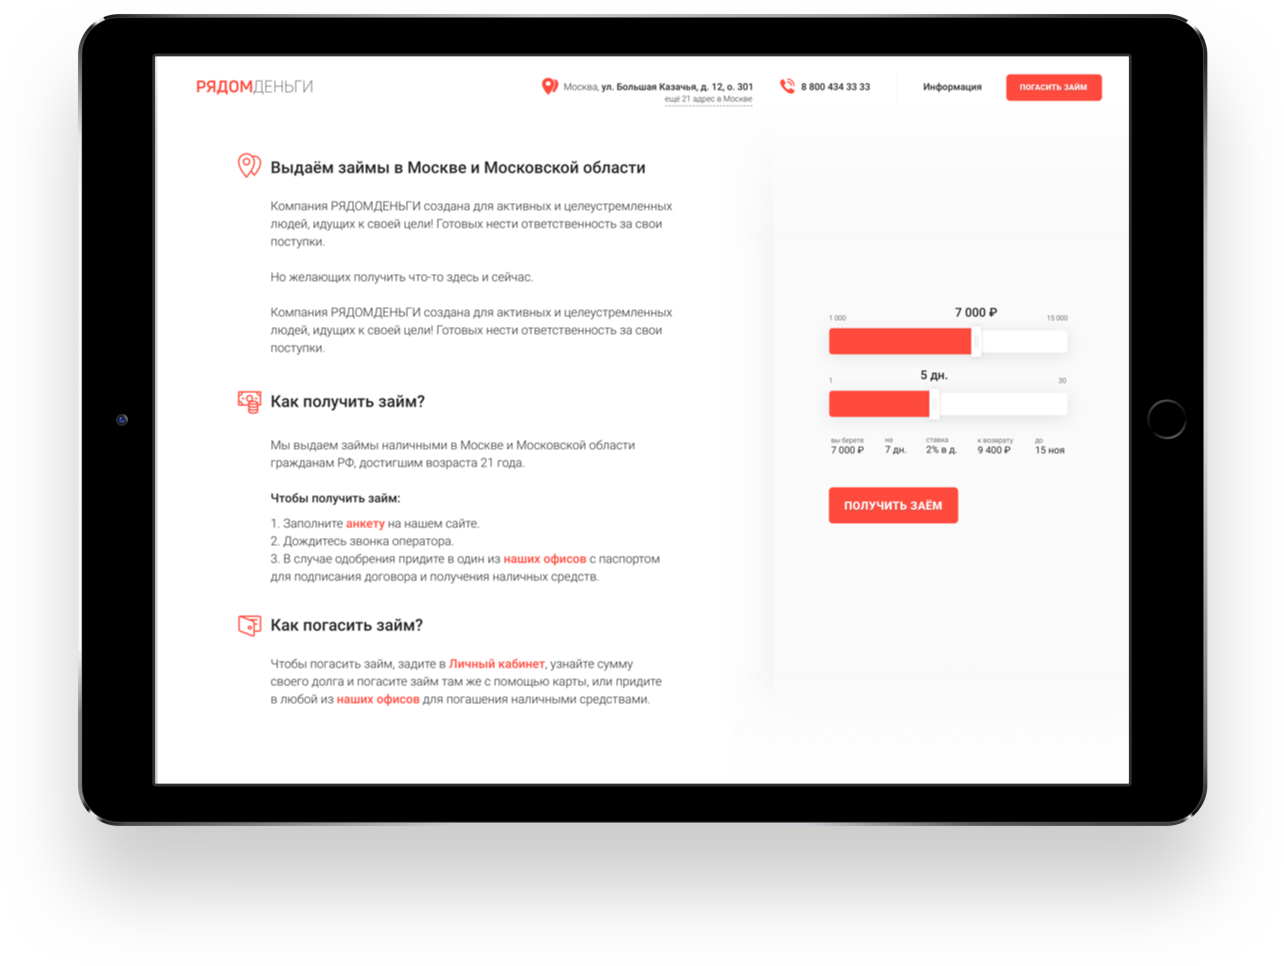 РЯДОМДЕНЬГИ
Москва, ул. Большая Казачья, д. 12, о. 301
ещё 21 адрес в Москве
8 800 434 33 33
Информация
ПОГАСИТЬ ЗАЙМ
Выдаём займы в Москве и Московской области
Компания РЯДОМДЕНЬГИ создана для активных и целеустремленных
людей, идущих к своей цели! Готовых нести ответственность за свои
поступки.
Но желающих получить что-то здесь и сейчас.
Компания РЯДОМДЕНЬГИ создана для активных и целеустремленных
людей, идущих к своей цели! Готовых нести ответственность за свои
поступки.
Как получить займ?
Мы выдаем займы наличными в Москве и Московской области
гражданам РФ, достигшим возраста 21 года.
Чтобы получить займ:
1. Заполните анкету на нашем сайте.
2. Дождитесь звонка оператора.
3. В случае одобрения придите в один из наших офисов с паспортом
для подписания договора и получения наличных средств.
Как погасить займ?
Чтобы погасить займ, задите в Личный кабинет, узнайте сумму
своего долга и погасите займ там же с помощью карты, или придите
в любой из наших офисов для погашения наличными средствами.
7 000 ₽
1 000 15 000
5 дн.
1 30
вы берете на ставка к возврату до
7 000 ₽ 7 дн. 2% в д. 9 400 ₽ 15 ноя
ПОЛУЧИТЬ ЗАЁМ